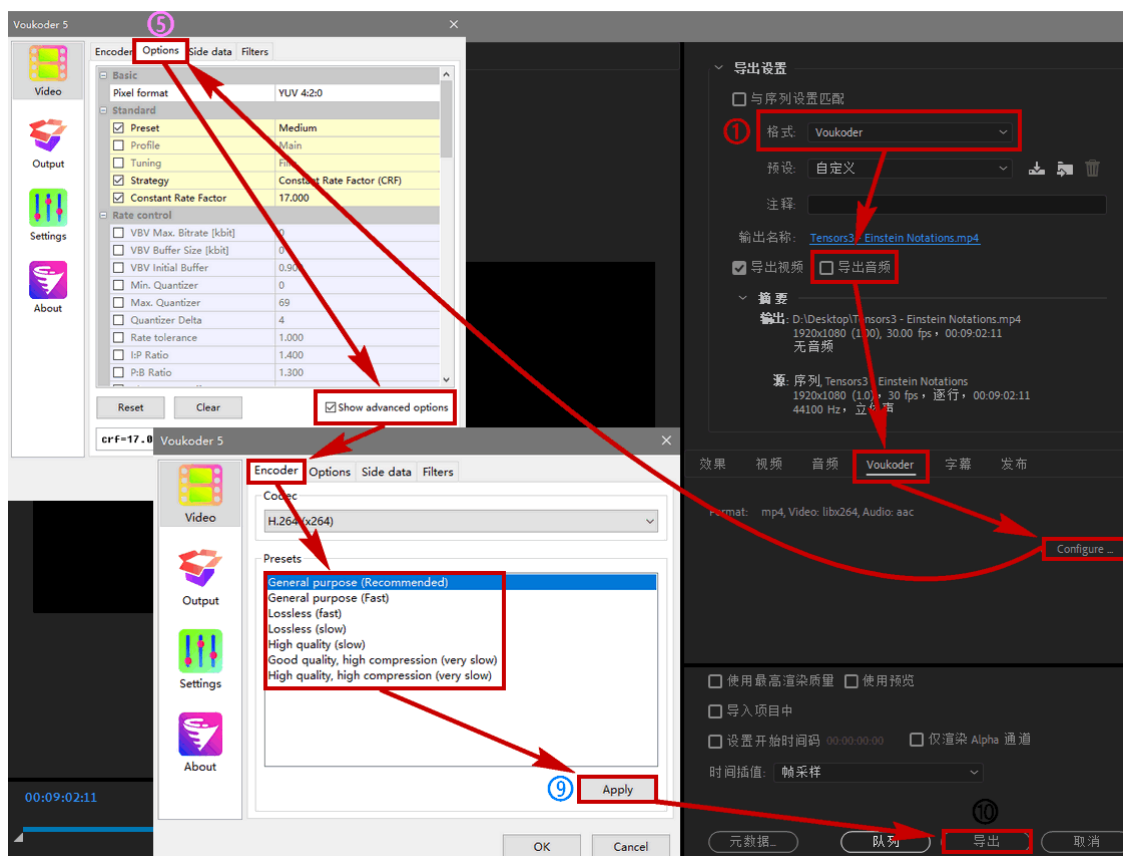 Voukoder 5
⑤
×
Encoder Options Side data Filters
Video
Output
Settings
About
Basic
Pixel format YUV 4:2:0
Standard
Preset Medium
Profile Main
Tuning
Strategy Constant Rate Factor (CRF)
Constant Rate Factor 17.000
Rate control
VBV Max. Bitrate [kbit] 0
VBV Buffer Size [kbit] 0
VBV Initial Buffer 0.90
Min. Quantizer 0
Max. Quantizer 69
Quantizer Delta 4
Rate tolerance 1.000
I:P Ratio 1.400
P:B Ratio 1.300
Reset Clear Show advanced options
crf=17.0
Voukoder 5 ×
Encoder Options Side data Filters
Video
Output
Settings
About
Codec
H.264 (x264)
Presets
General purpose (Recommended)
General purpose (Fast)
Lossless (fast)
Lossless (slow)
High quality (slow)
Good quality, high compression (very slow)
High quality, high compression (very slow)
⑨ Apply
OK Cancel
00:09:02:11
导出设置
与序列设置匹配
① 格式: Voukoder
预设: 自定义
注释:
输出名称: Tensors3 - Einstein Notations.mp4
导出视频 导出音频
摘要
输出: D:\Desktop\Tensors3 - Einstein Notations.mp4
1920x1080 (1.00), 30.00 fps, 00:09:02:11
无音频
源: 序列, Tensors3 - Einstein Notations
1920x1080 (1.0), 30 fps, 逐行, 00:09:02:11
44100 Hz, 立体声
效果 视频 音频 Voukoder 字幕 发布
Format: mp4, Video: libx264, Audio: aac
Configure ...
使用最高渲染质量 使用预览
导入项目中
设置开始时间码 00:00:00:00 仅渲染 Alpha 通道
时间插值: 帧采样
⑩
元数据... 队列 导出 取消